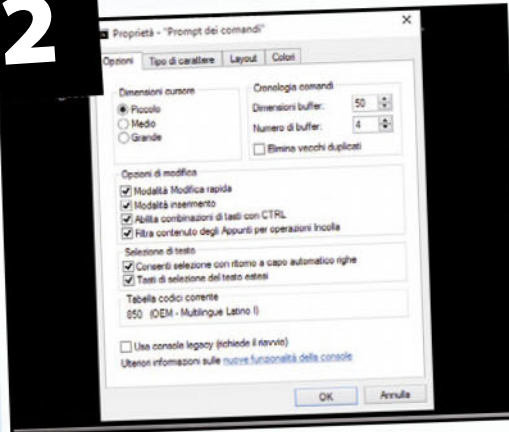 2
Proprietà - "Prompt dei comandi"
Opzioni Tipo di carattere Layout Colori
Dimensioni cursore
Piccolo
Medio
Grande
Cronologia comandi
Dimensioni buffer: 50
Numero di buffer: 4
Elimina vecchi duplicati
Opzioni di modifica
Modalità Modifica rapida
Modalità inserimento
Abilita combinazioni di tasti con CTRL
Filtra contenuto degli Appunti per operazioni Incolla
Selezione di testo
Consenti selezione con ritorno a capo automatico righe
Tasti di selezione del testo estesi
Tabella codici corrente
850 (OEM - Multilingue Latino I)
Usa console legacy (richiede il riavvio)
Ulteriori informazioni sulle nuove funzionalità della console
OK Annulla